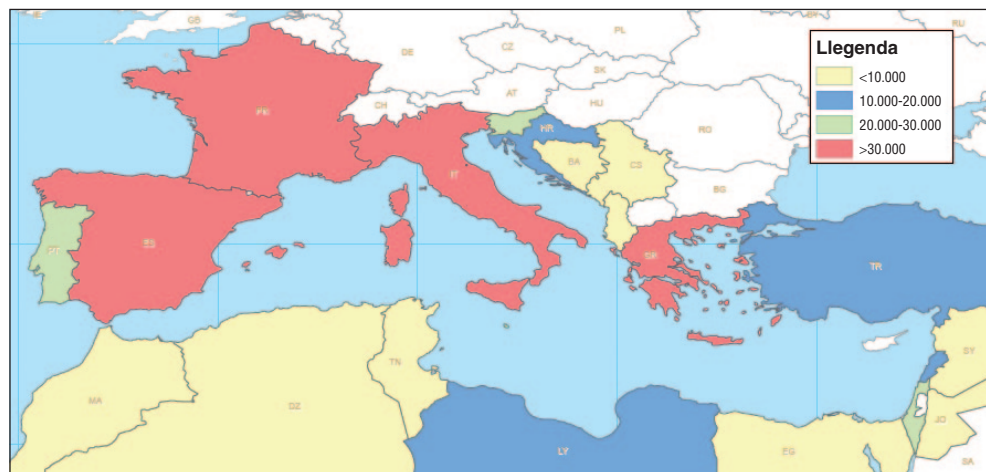 IE
GB
PL
BY
RU
DE
CZ
SK
Llegenda
<10.000
10.000-20.000
20.000-30.000
>30.000
FR
CH
AT
HU
RO
HR
BA
CS
IT
BG
PT
ES
GR
TR
TN
SY
MA
DZ
JO
LY
EG
SA